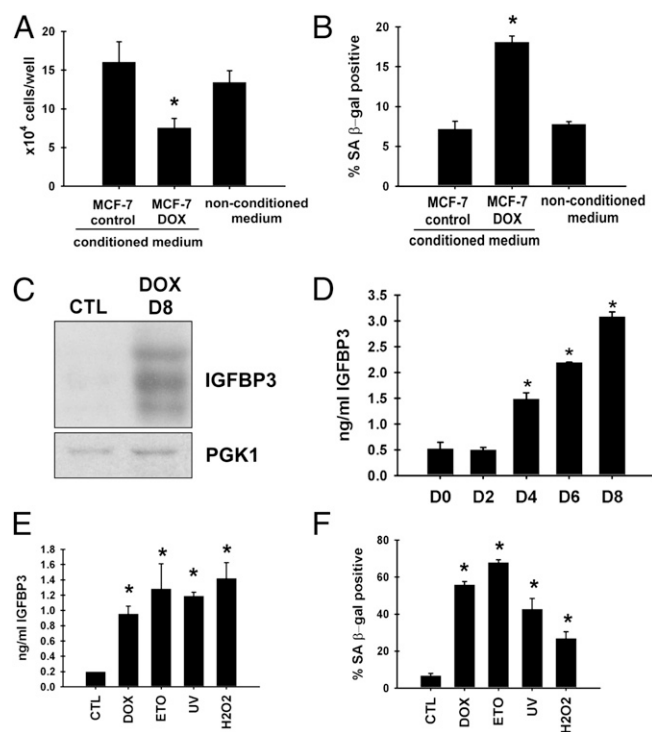 A
x10⁴ cells/well
20
15
10
5
0
*
MCF-7 control
MCF-7 DOX
non-conditioned medium
conditioned medium
B
% SA β-gal positive
20
15
10
5
0
*
MCF-7 control
MCF-7 DOX
non-conditioned medium
conditioned medium
C
CTL
DOX D8
IGFBP3
PGK1
D
ng/ml IGFBP3
3.5
3.0
2.5
2.0
1.5
1.0
0.5
0.0
* * *
D0 D2 D4 D6 D8
E
ng/ml IGFBP3
1.8
1.6
1.4
1.2
1.0
0.8
0.6
0.4
0.2
0.0
* * * *
CTL DOX ETO UV H2O2
F
% SA β-gal positive
80
60
40
20
0
* * * *
CTL DOX ETO UV H2O2